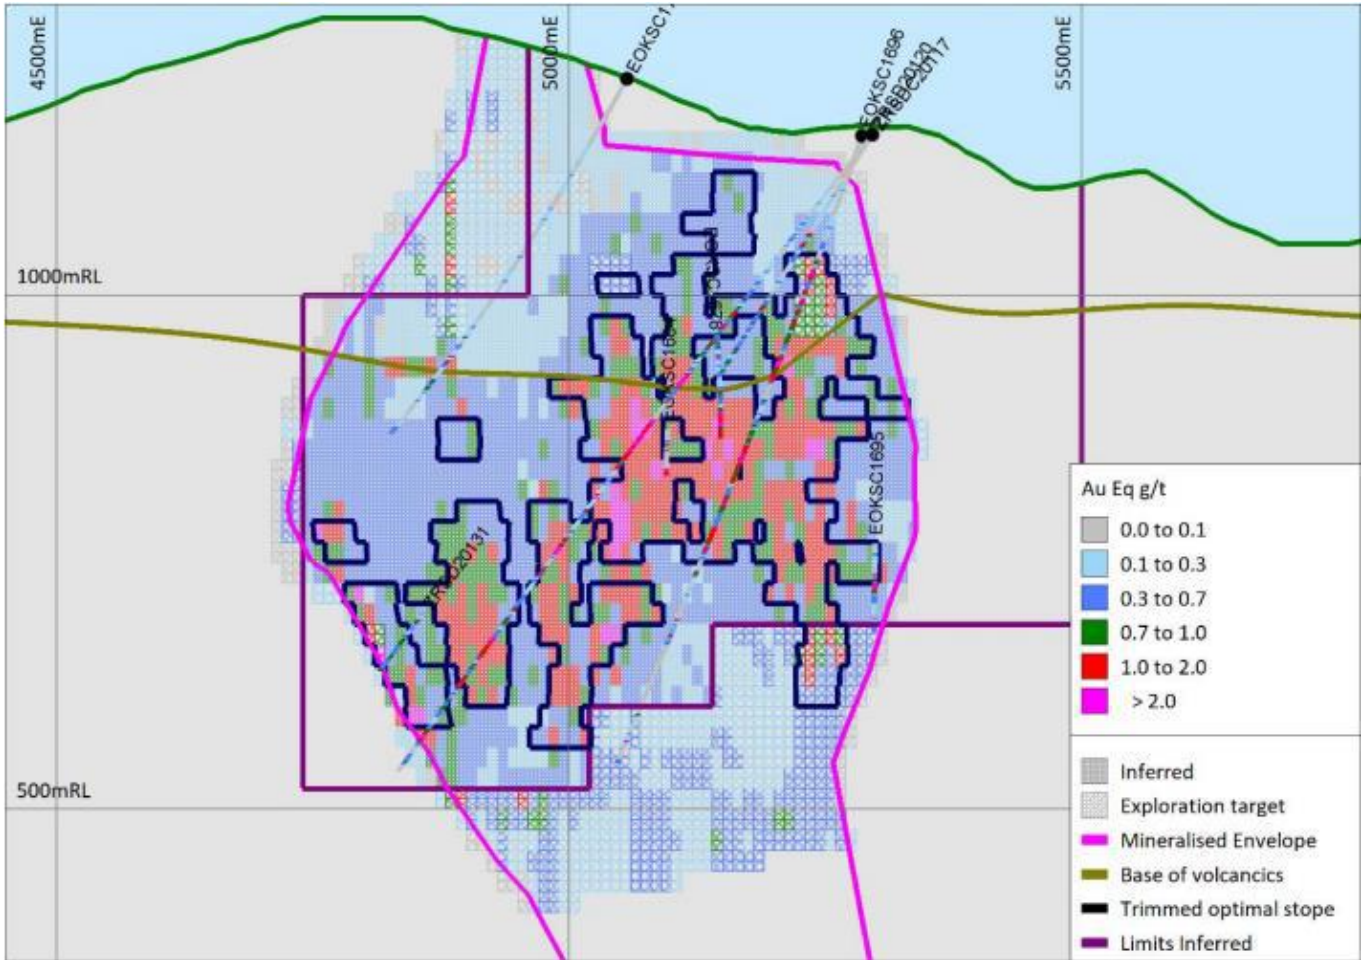 4500mE
5000mE
5500mE
EOKSC1696
EOKSC1695
1000mRL
500mRL
Au Eq g/t
0.0 to 0.1
0.1 to 0.3
0.3 to 0.7
0.7 to 1.0
1.0 to 2.0
> 2.0
Inferred
Exploration target
Mineralised Envelope
Base of volcancics
Trimmed optimal stope
Limits Inferred